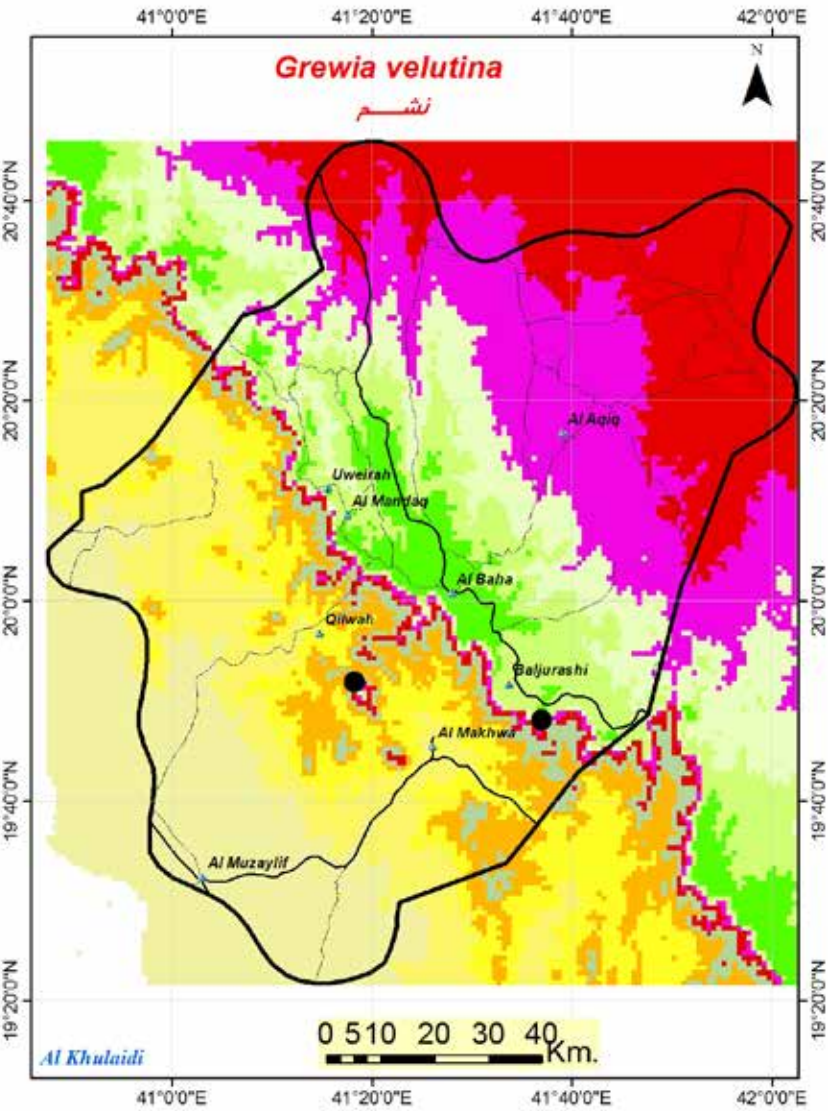 41°0'0"E 41°20'0"E 41°40'0"E 42°0'0"E
Grewia velutina
نشــــم
N
20°40'0"N 20°40'0"N
20°20'0"N 20°20'0"N
Al Aqiq
Uweirah
Al Mandaq
Al Baha
20°0'0"N 20°0'0"N
Qilwah
Baljurashi
Al Makhwa
19°40'0"N 19°40'0"N
Al Muzaylif
19°20'0"N 19°20'0"N
0 5 10 20 30 40 Km.
Al Khulaidi
41°0'0"E 41°20'0"E 41°40'0"E 42°0'0"E